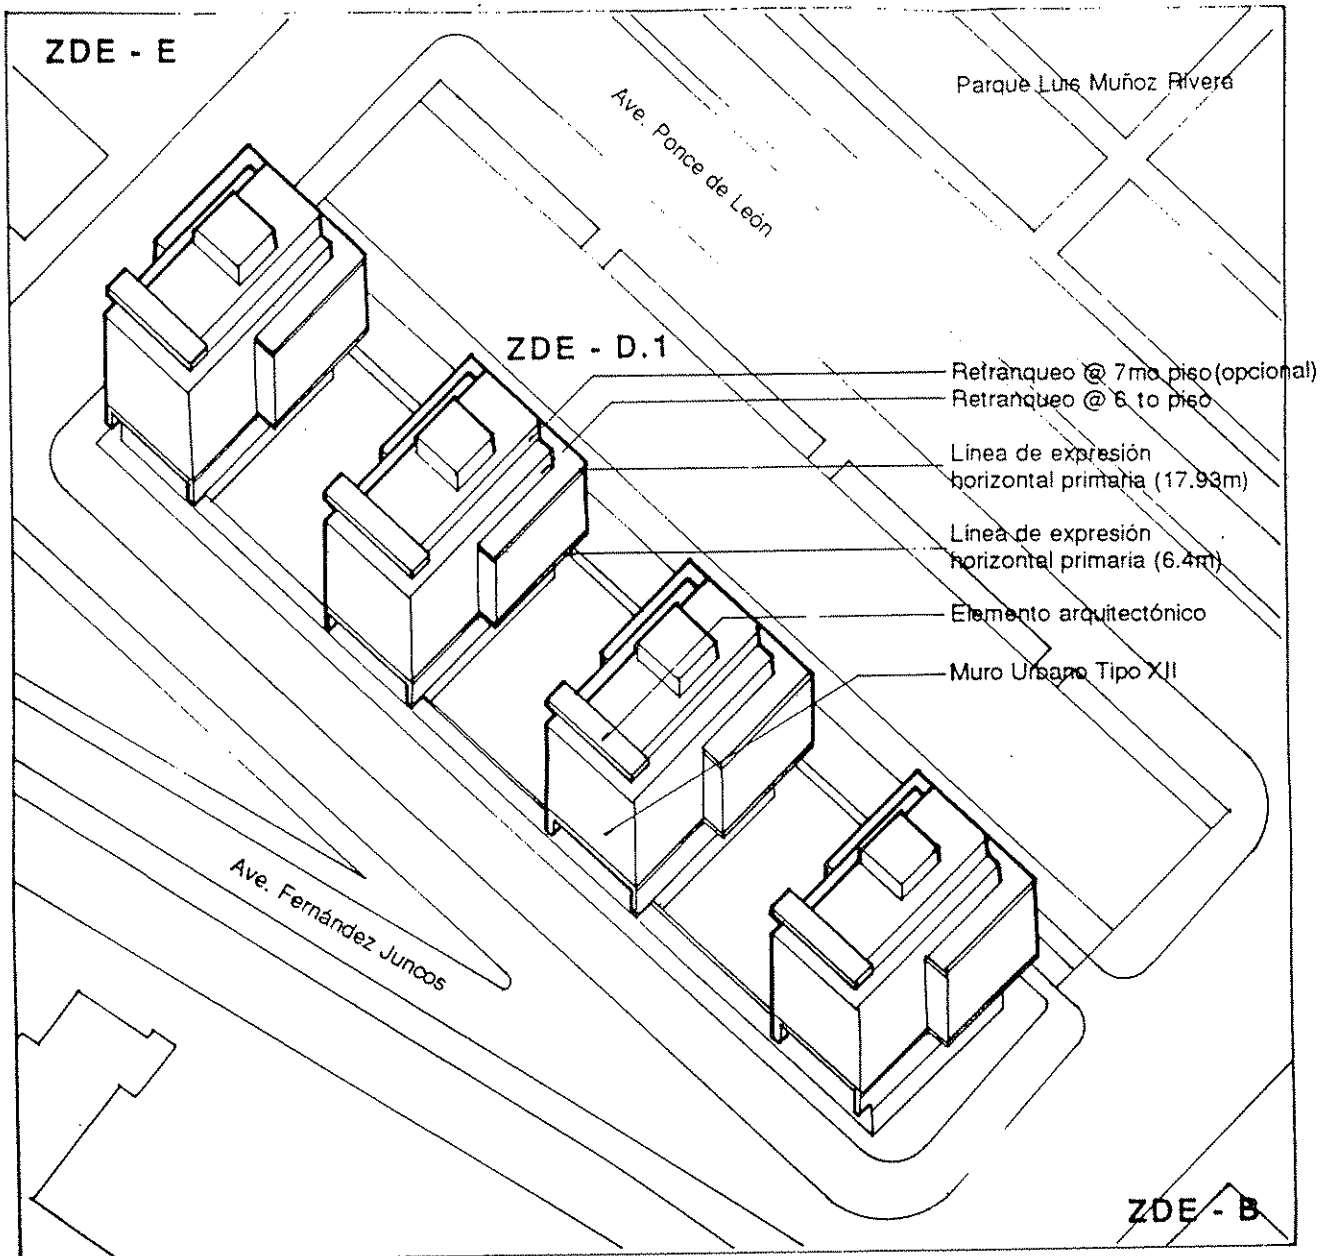 ZDE - E
Parque Luis Muñoz Rivera
Ave. Ponce de León
ZDE - D.1
Retranqueo @ 7mo piso (opcional)
Retranqueo @ 6 to piso
Línea de expresión
horizontal primaria (17.93m)
Línea de expresión
horizontal primaria (6.4m)
Elemento arquitectónico
Muro Urbano Tipo XII
Ave. Fernández Juncos
ZDE - B